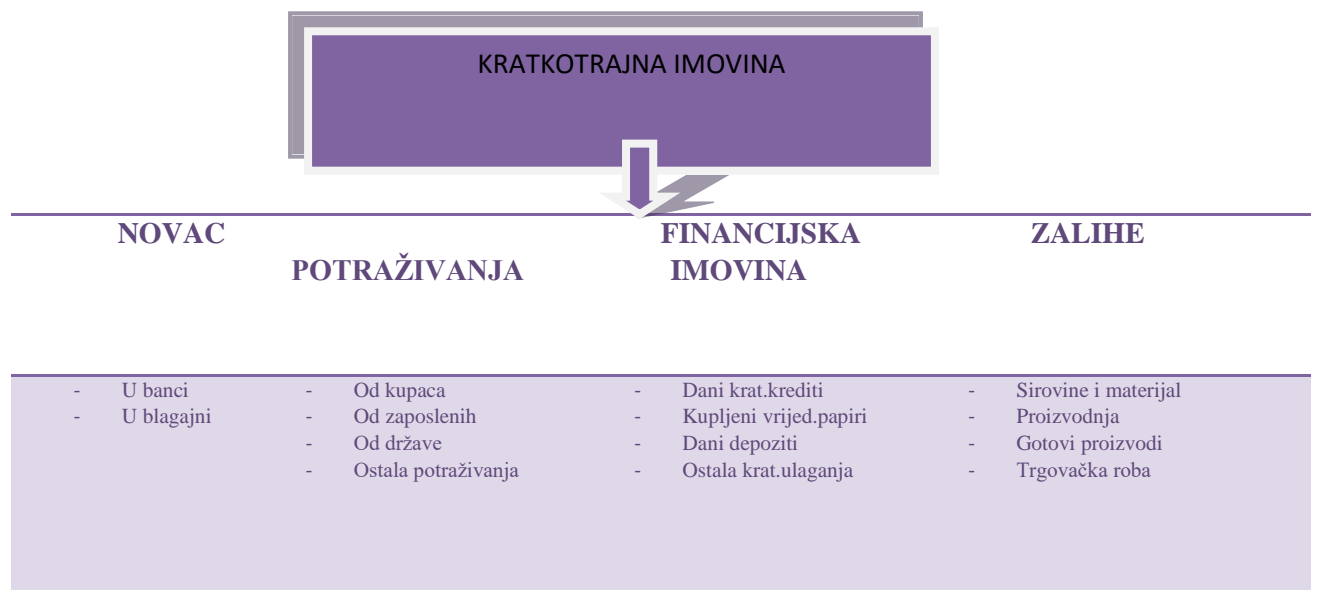 KRATKOTRAJNA IMOVINA
NOVAC
POTRAŽIVANJA
FINANCIJSKA
IMOVINA
ZALIHE
- U banci
- U blagajni
- Od kupaca
- Od zaposlenih
- Od države
- Ostala potraživanja
- Dani krat.krediti
- Kupljeni vrijed.papiri
- Dani depoziti
- Ostala krat.ulaganja
- Sirovine i materijal
- Proizvodnja
- Gotovi proizvodi
- Trgovačka roba